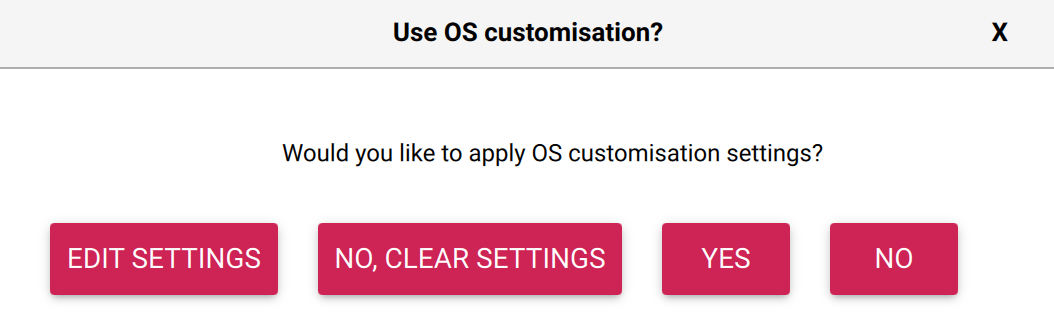 Use OS customisation?
X
Would you like to apply OS customisation settings?
EDIT SETTINGS
NO, CLEAR SETTINGS
YES
NO